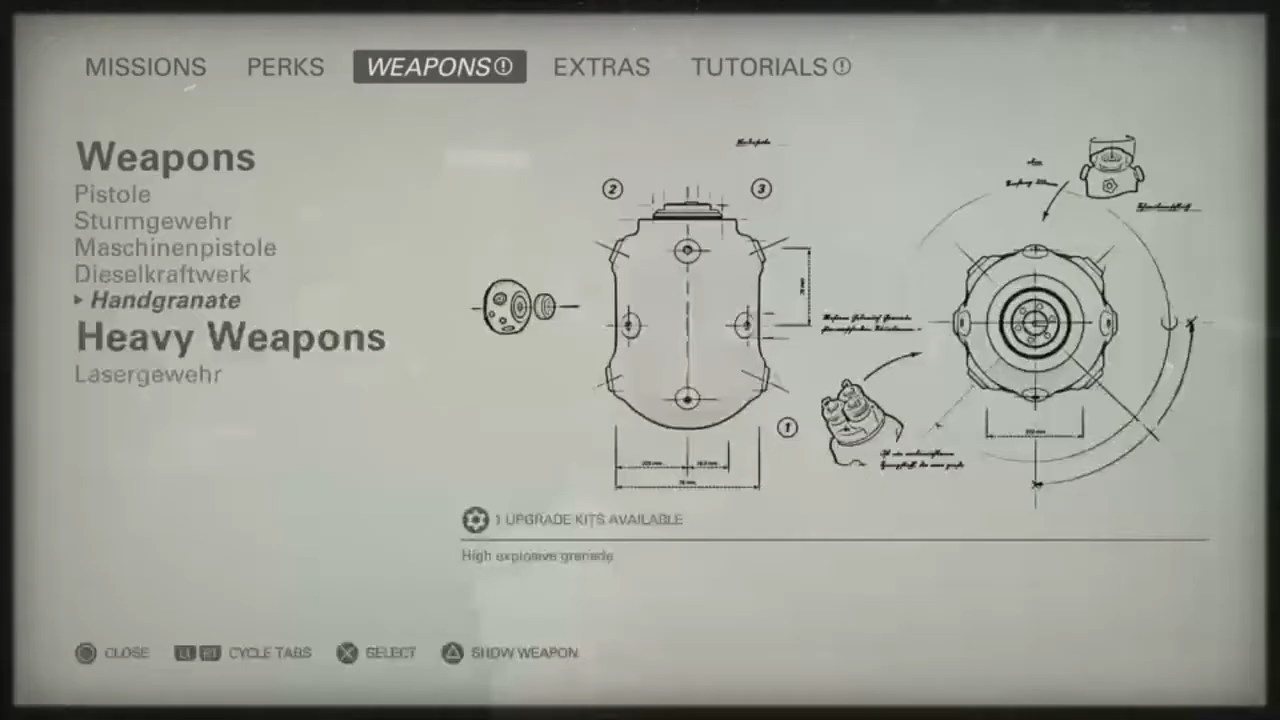 MISSIONS PERKS WEAPONS EXTRAS TUTORIALS
Weapons
Pistole
Sturmgewehr
Maschinenpistole
Dieselkraftwerk
Handgranate
Heavy Weapons
Lasergewehr
2 3
1
1 UPGRADE KITS AVAILABLE
High explosive grenade
CLOSE CYCLE TABS SELECT SHOW WEAPON